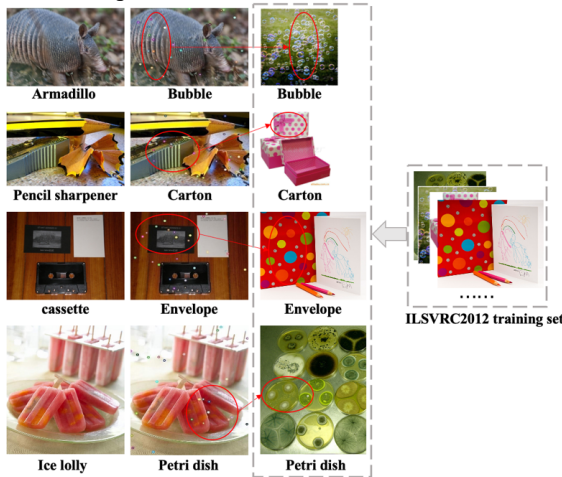 Armadillo Bubble Bubble
Pencil sharpener Carton Carton
cassette Envelope Envelope
......
ILSVRC2012 training set
Ice lolly Petri dish Petri dish